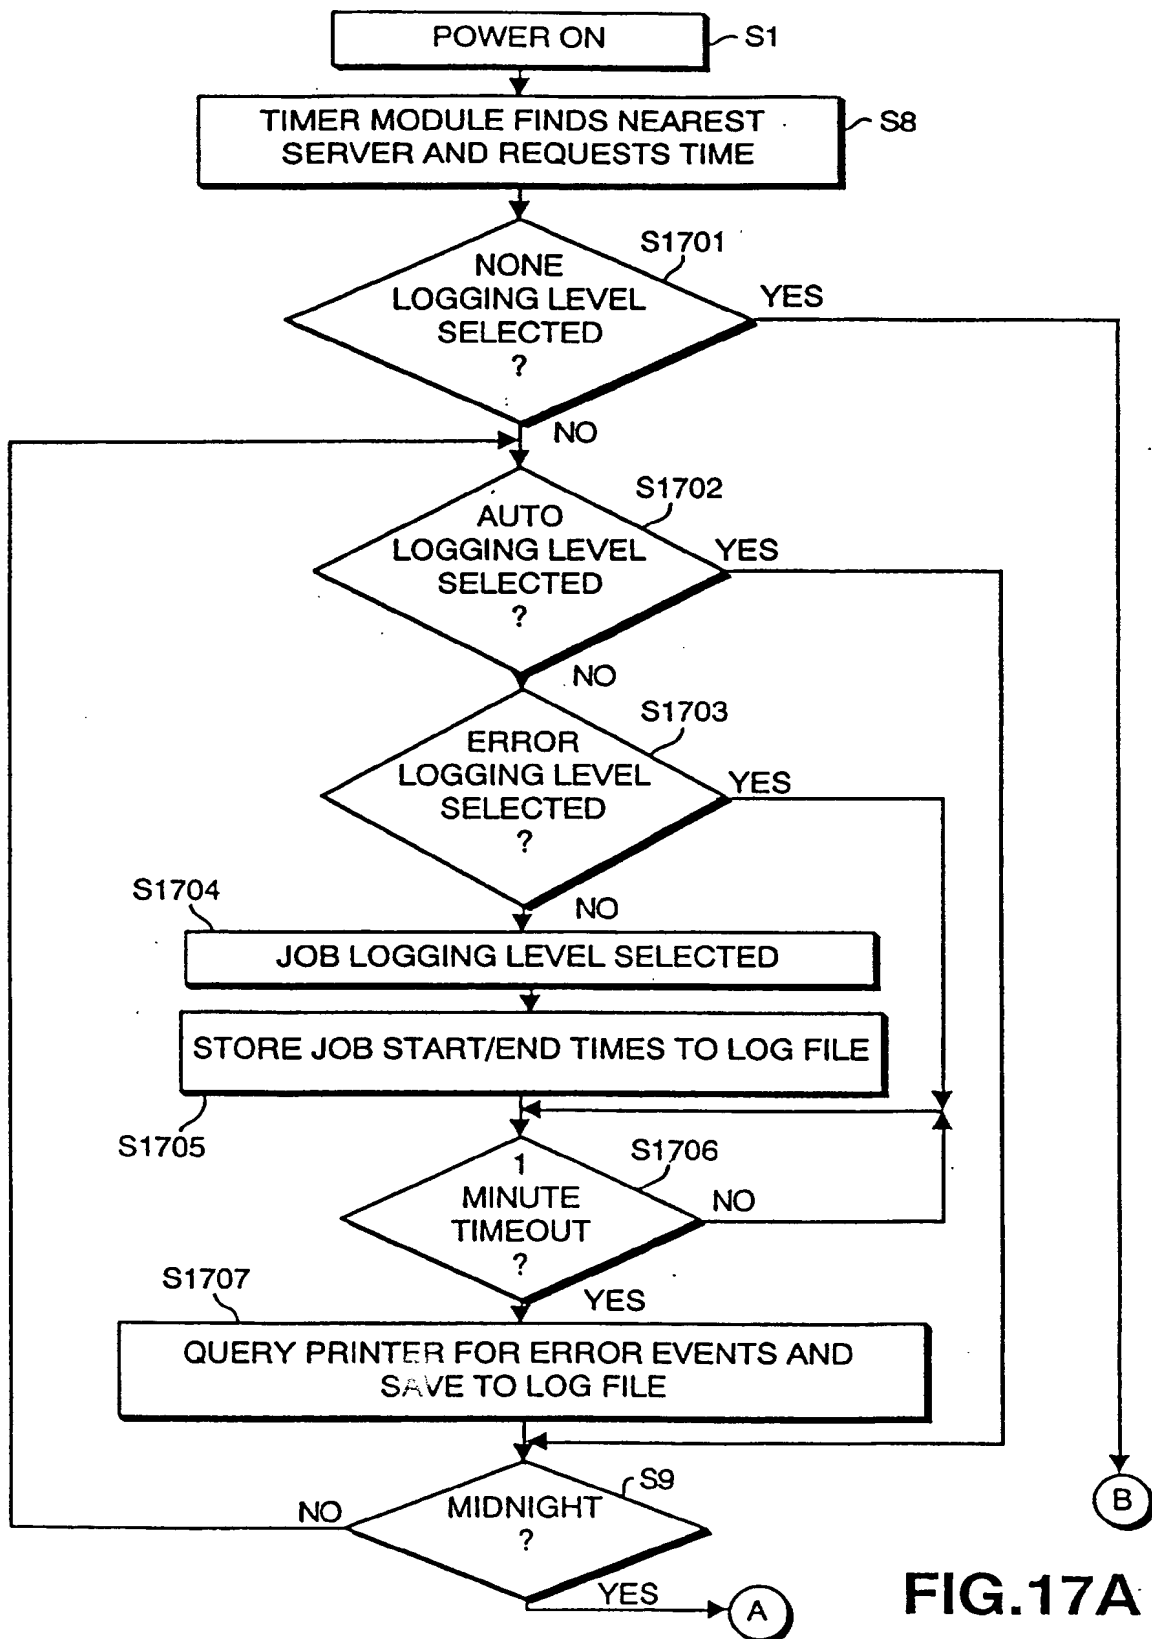 POWER ON
S1
TIMER MODULE FINDS NEAREST
SERVER AND REQUESTS TIME
S8
S1701
NONE
LOGGING LEVEL
SELECTED
?
YES
NO
S1702
AUTO
LOGGING LEVEL
SELECTED
?
YES
NO
S1703
ERROR
LOGGING LEVEL
SELECTED
?
YES
NO
S1704
JOB LOGGING LEVEL SELECTED
STORE JOB START/END TIMES TO LOG FILE
S1705
S1706
1
MINUTE
TIMEOUT
?
NO
YES
S1707
QUERY PRINTER FOR ERROR EVENTS AND
SAVE TO LOG FILE
S9
MIDNIGHT
?
NO
YES
A
B
FIG.17A